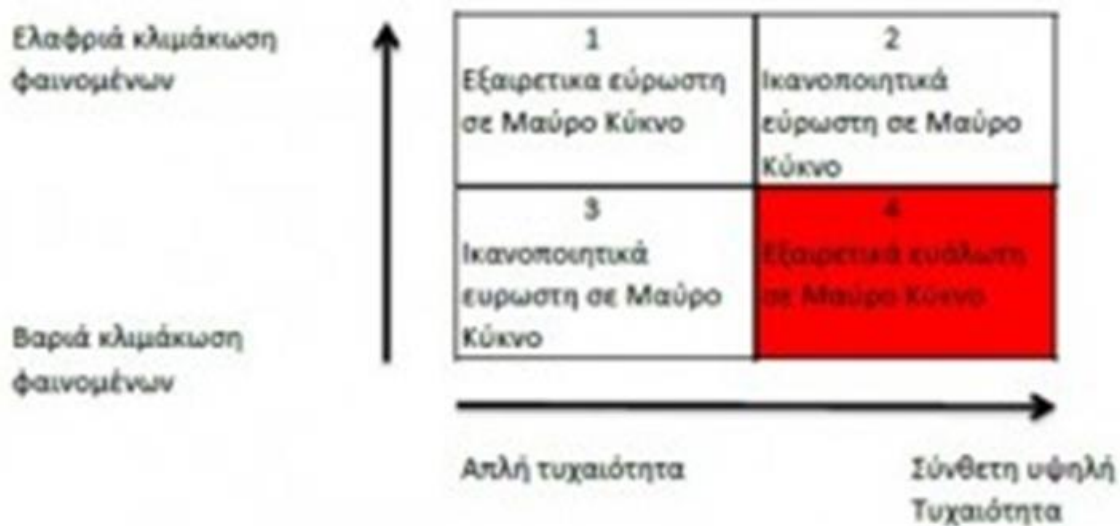 Ελαφριά κλιμάκωση
φαινομένων
1
Εξαιρετικα εύρωστη
σε Μαύρο Κύκνο
2
Ικανοποιητικά
εύρωστη σε Μαύρο
Κύκνο
3
Ικανοποιητικά
ευρωστη σε Μαύρο
Κύκνο
4
Εξαιρετικά ευάλωτη
σε Μαύρο Κύκνο
Βαριά κλιμάκωση
φαινομένων
Απλή τυχαιότητα
Σύνθετη υψηλή
Τυχαιότητα